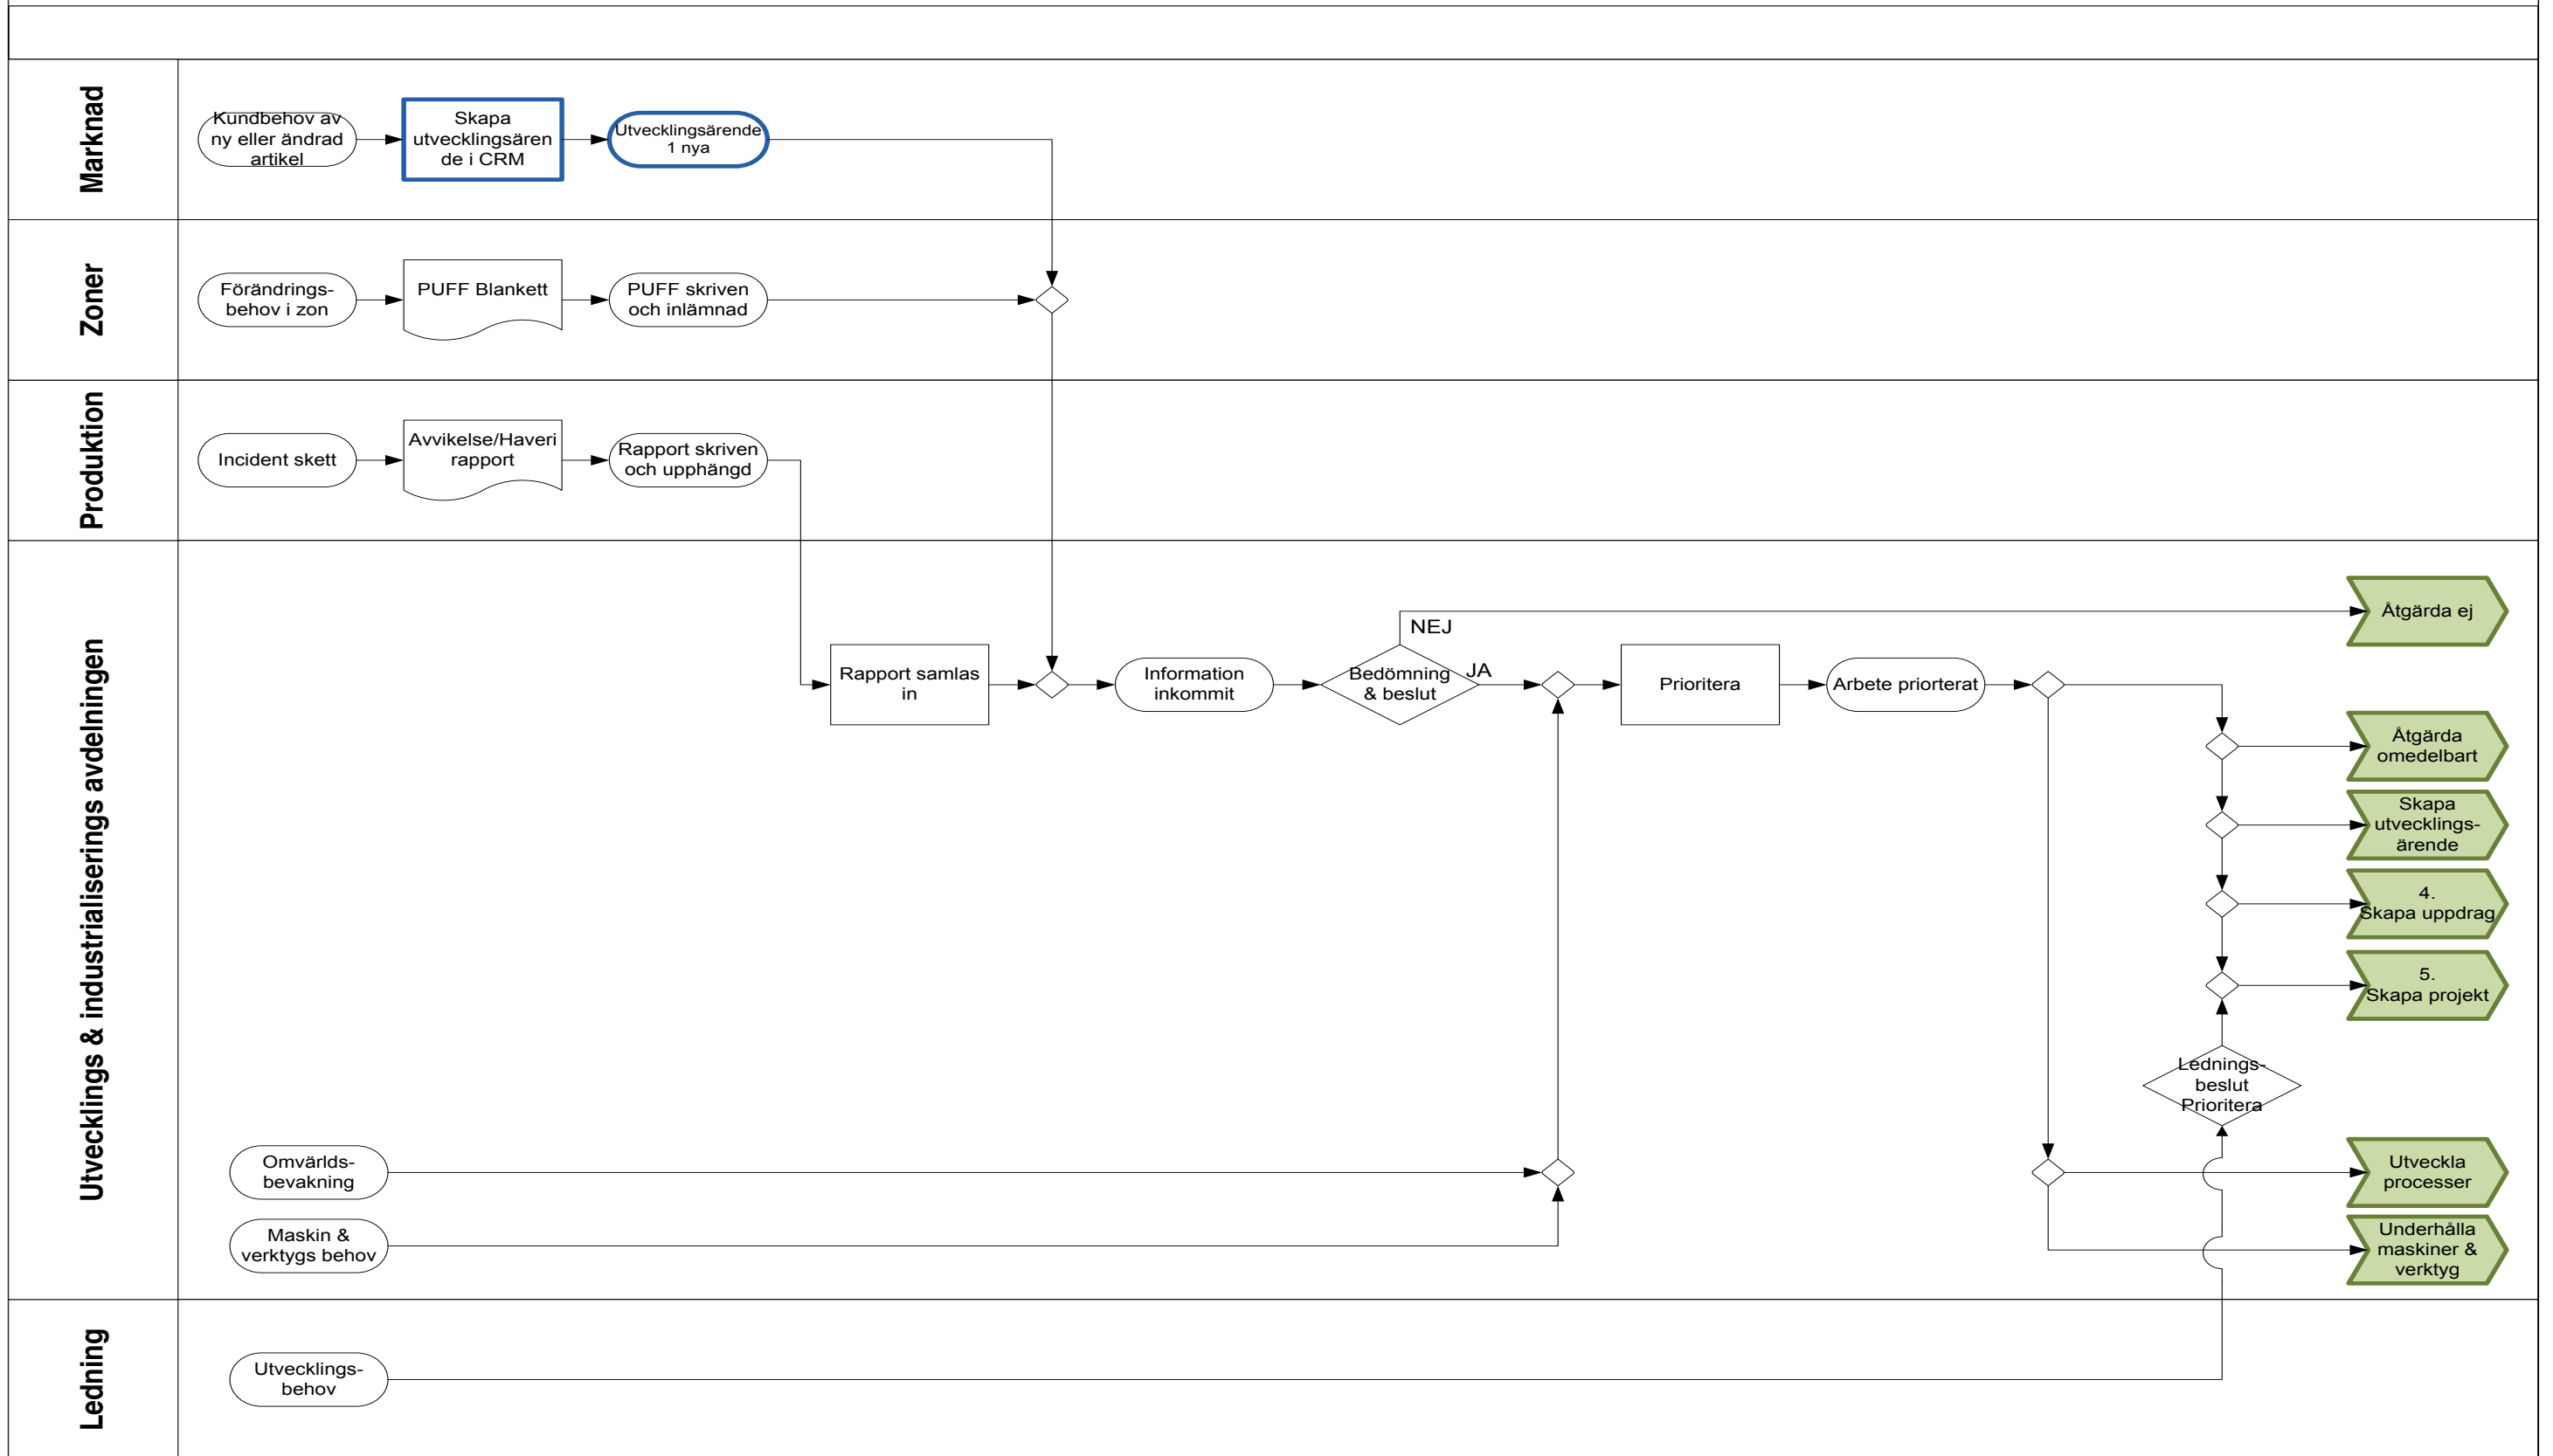 Marknad
Kundbehov av
ny eller ändrad
artikel
Skapa
utvecklingsären
de i CRM
Utvecklingsärende
1 nya
Zoner
Förändrings-
behov i zon
PUFF Blankett
PUFF skriven
och inlämnad
Produktion
Incident skett
Avvikelse/Haveri
rapport
Rapport skriven
och upphängd
Utvecklings & industrialiserings avdelningen
Rapport samlas
in
Information
inkommit
Bedömning
& beslut
NEJ
JA
Prioritera
Arbete priorterat
Åtgärda ej
Åtgärda
omedelbart
Skapa
utvecklings-
ärende
4.
Skapa uppdrag
5.
Skapa projekt
Lednings-
beslut
Prioritera
Omvärlds-
bevakning
Utveckla
processer
Maskin &
verktygs behov
Underhålla
maskiner &
verktyg
Ledning
Utvecklings-
behov